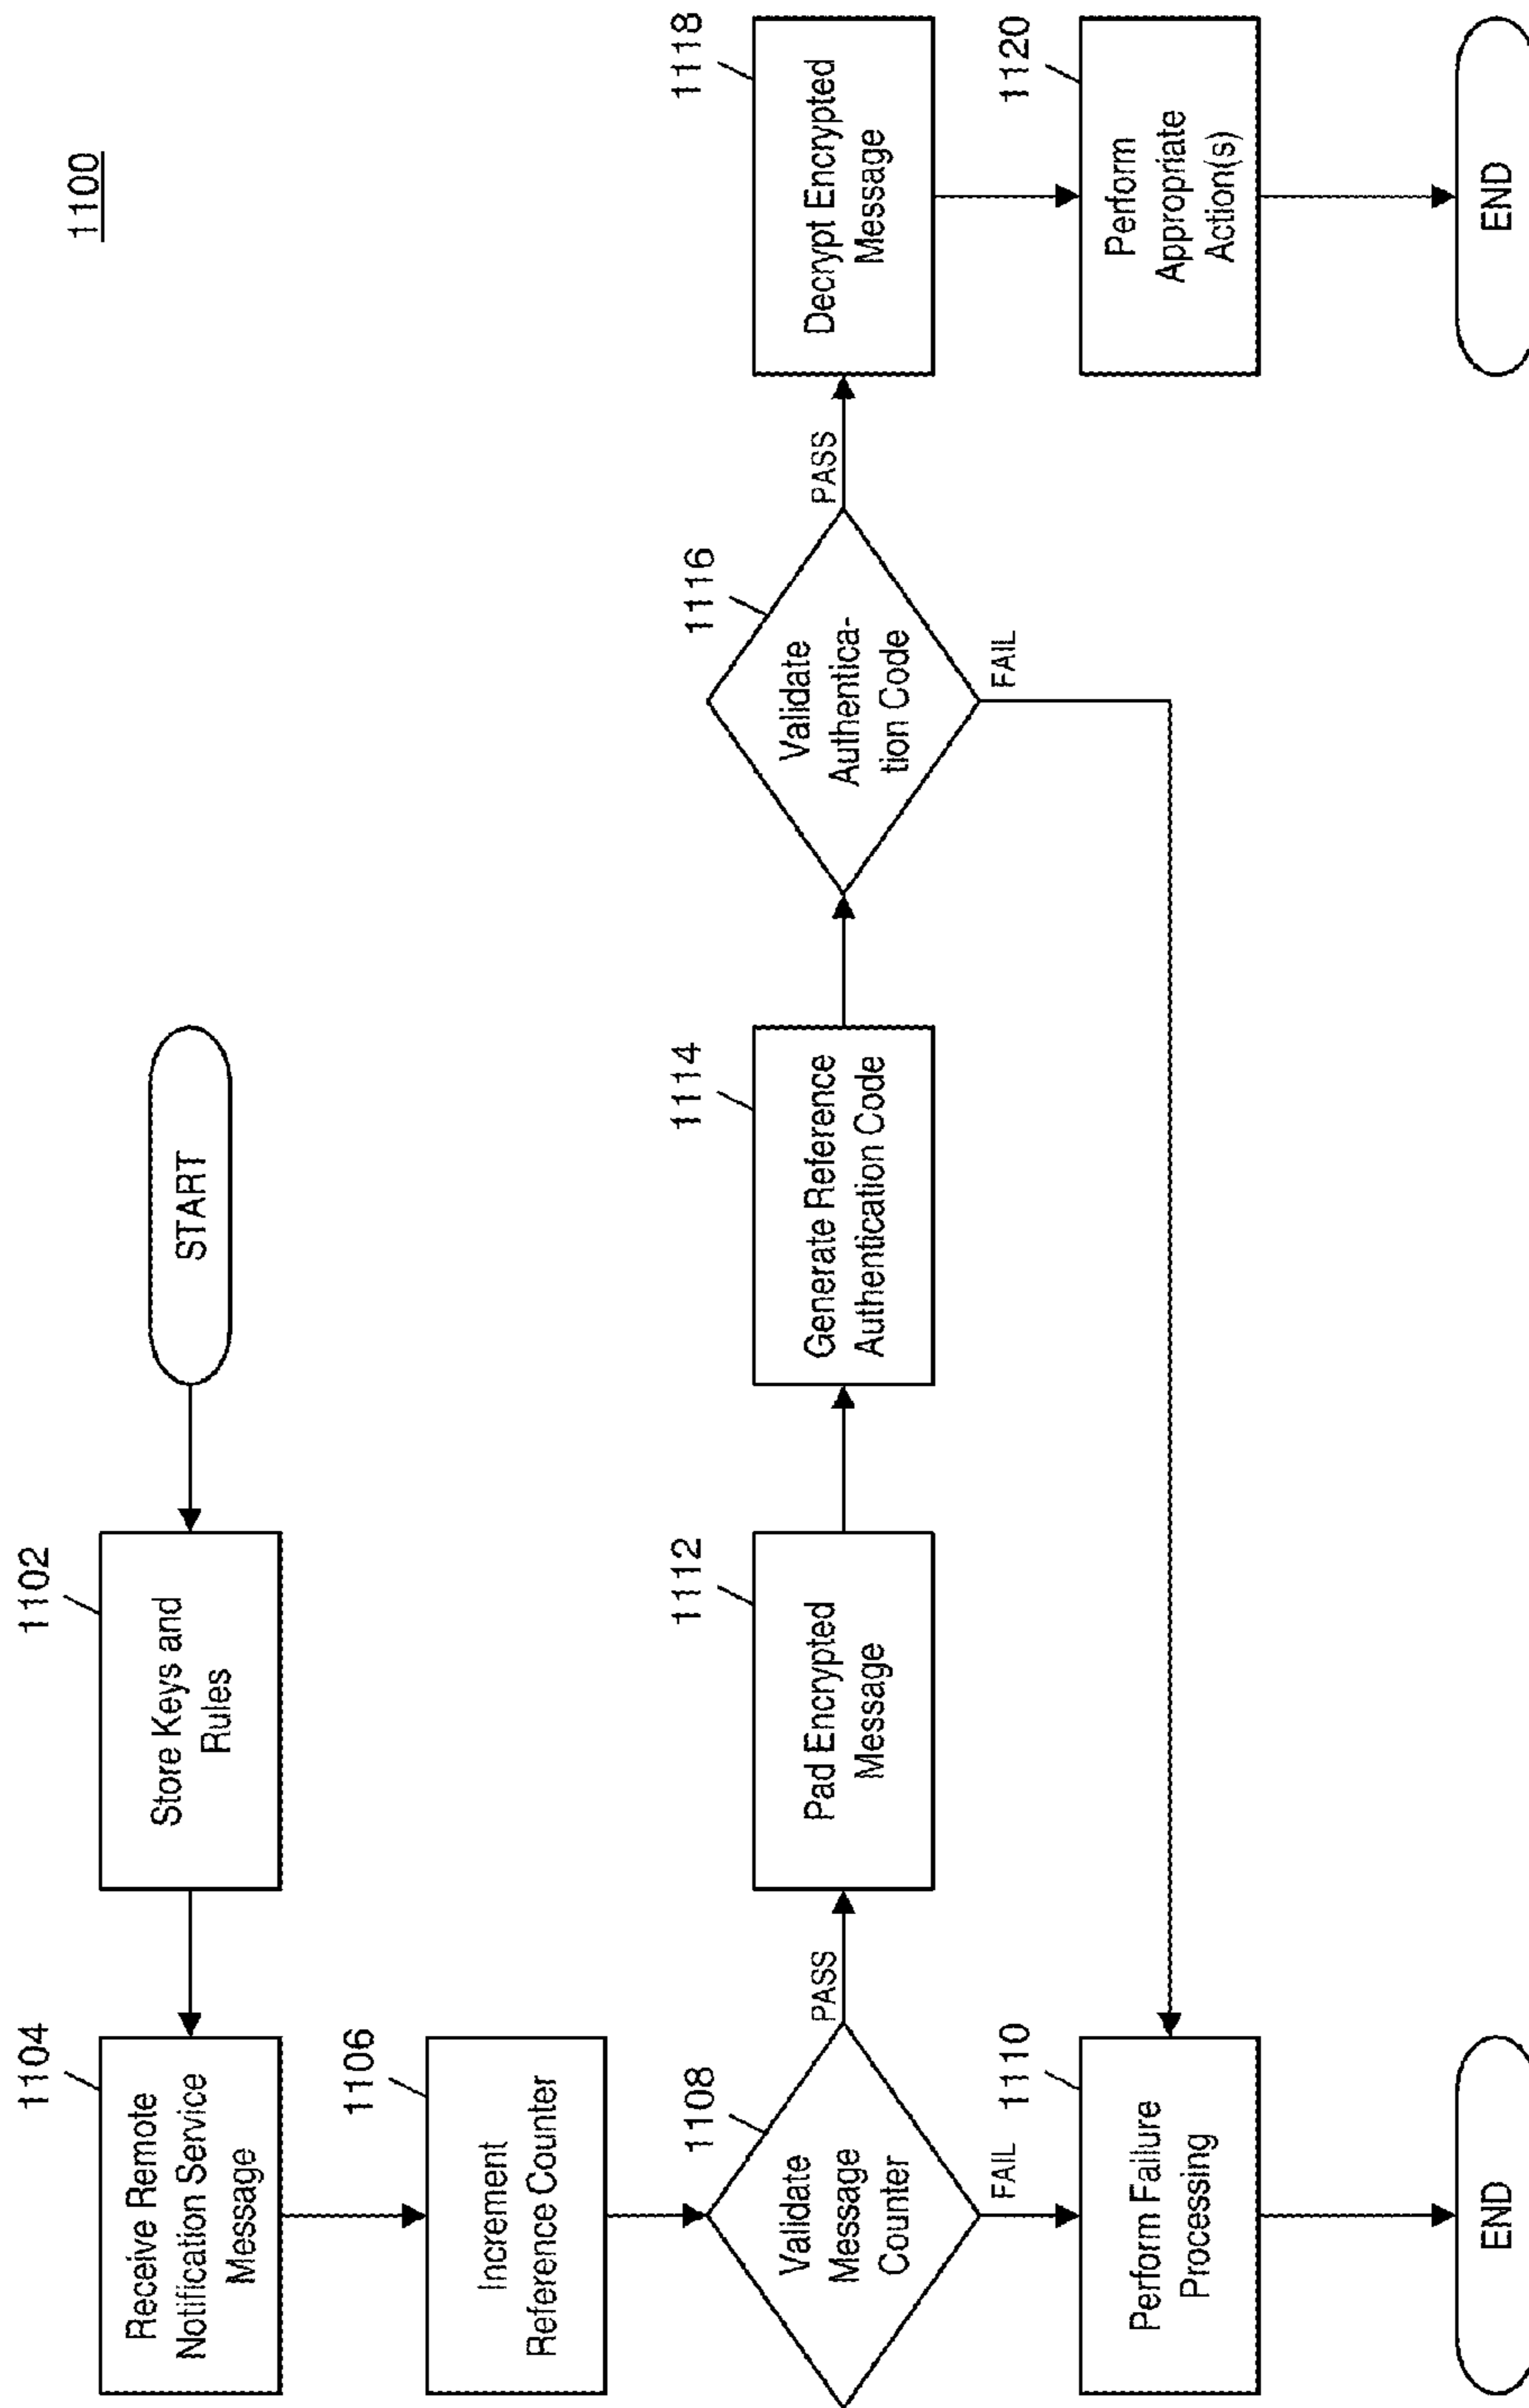 1100
START
1102
Store Keys and
Rules
1104
Receive Remote
Notification Service
Message
1106
Increment
Reference Counter
1108
Validate
Message
Counter
PASS
FAIL
1110
Perform Failure
Processing
END
1112
Pad Encrypted
Message
1114
Generate Reference
Authentication Code
1116
Validate
Authentica-
tion Code
PASS
FAIL
1118
Decrypt Encrypted
Message
1120
Perform
Appropriate
Action(s)
END